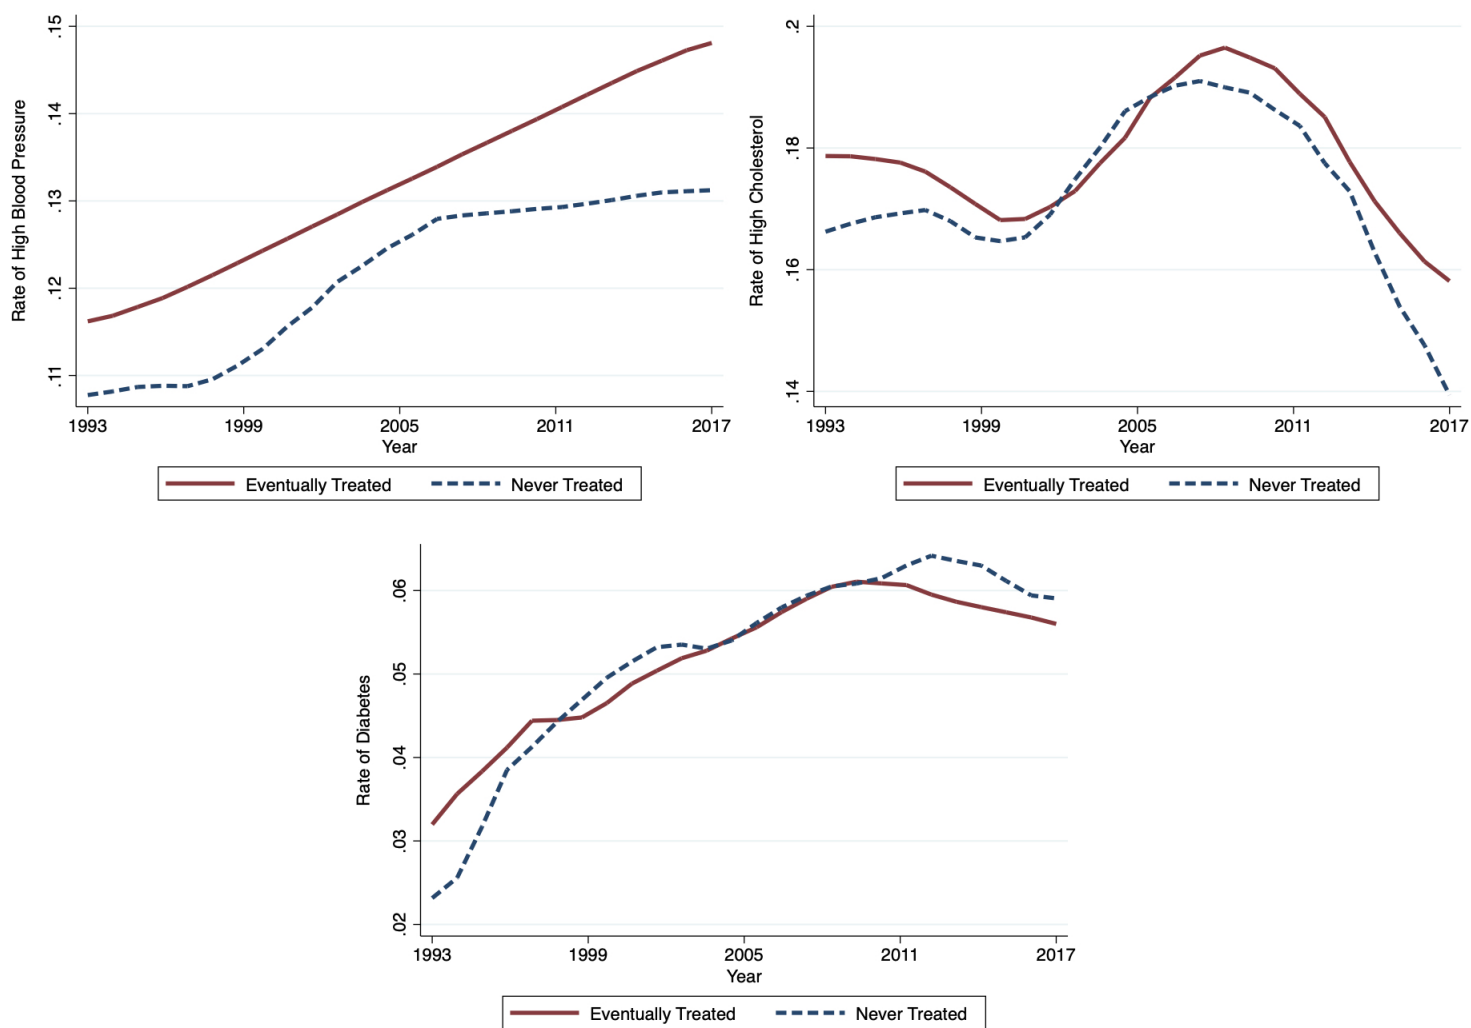 Rate of High Blood Pressure
.15
.14
.13
.12
.11
1993 1999 2005 2011 2017
Year
Eventually Treated Never Treated
Rate of High Cholesterol
.2
.18
.16
.14
1993 1999 2005 2011 2017
Year
Eventually Treated Never Treated
Rate of Diabetes
.06
.05
.04
.03
.02
1993 1999 2005 2011 2017
Year
Eventually Treated Never Treated